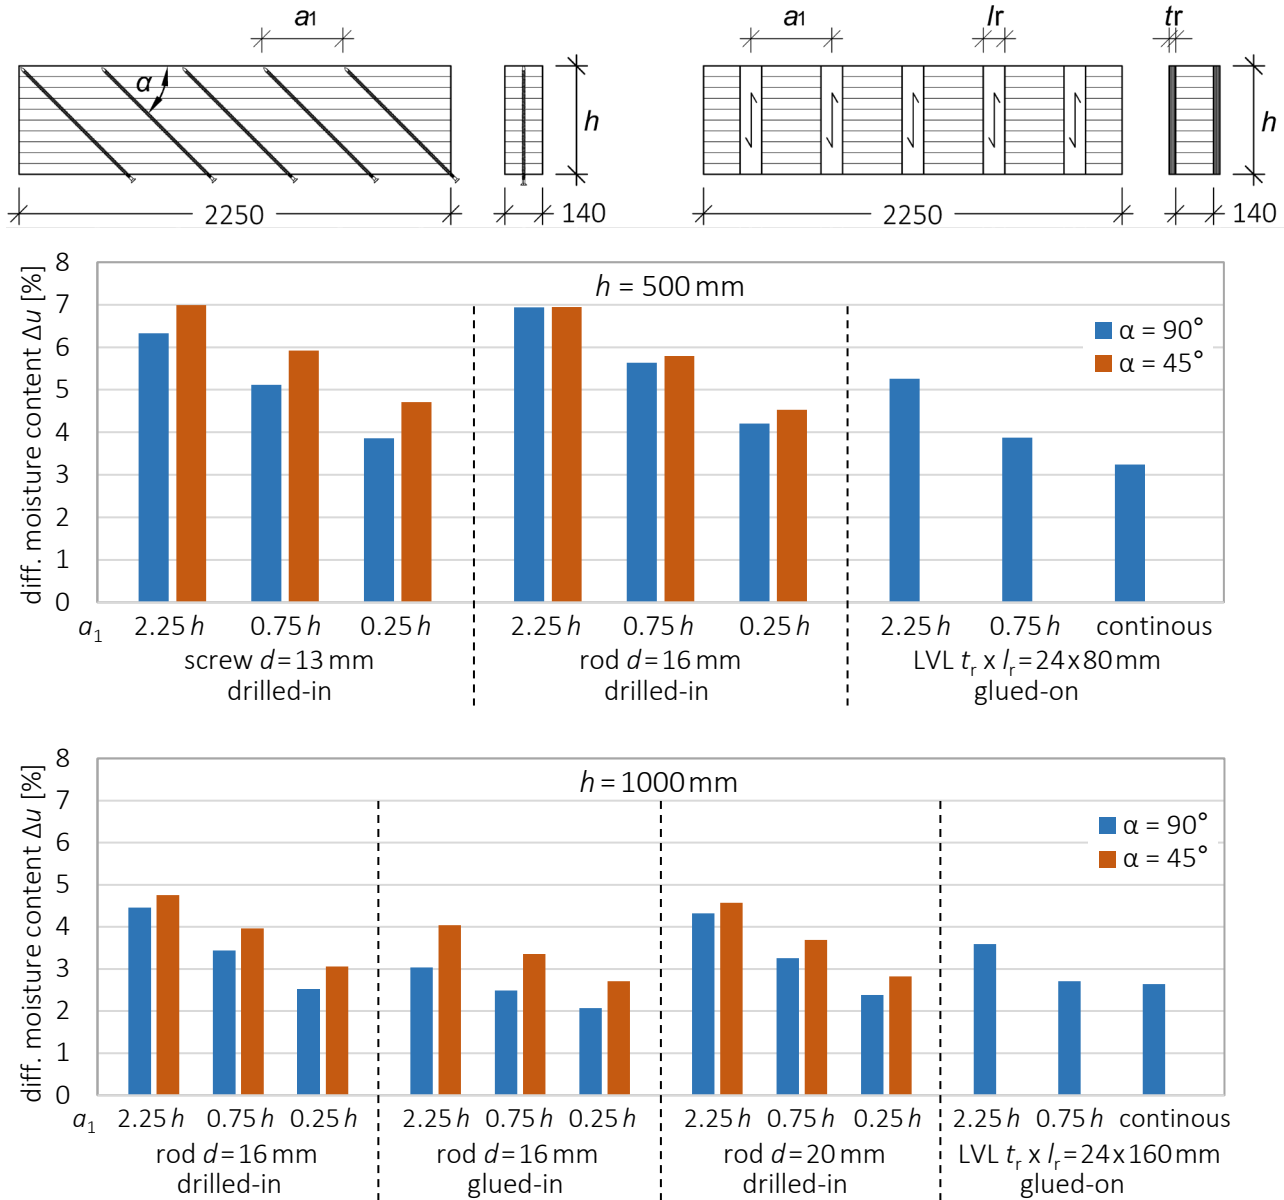 a1
a1
lr
tr
α
h
h
2250
140
2250
140
diff. moisture content Δu [%]
8
7
6
5
4
3
2
1
0
h = 500 mm
α = 90°
α = 45°
a1 2.25 h 0.75 h 0.25 h 2.25 h 0.75 h 0.25 h 2.25 h 0.75 h continous
screw d = 13 mm
drilled-in
rod d = 16 mm
drilled-in
LVL tr x lr = 24 x 80 mm
glued-on
diff. moisture content Δu [%]
8
7
6
5
4
3
2
1
0
h = 1000 mm
α = 90°
α = 45°
a1 2.25 h 0.75 h 0.25 h 2.25 h 0.75 h 0.25 h 2.25 h 0.75 h 0.25 h 2.25 h 0.75 h continous
rod d = 16 mm
drilled-in
rod d = 16 mm
glued-in
rod d = 20 mm
drilled-in
LVL tr x lr = 24 x 160 mm
glued-on